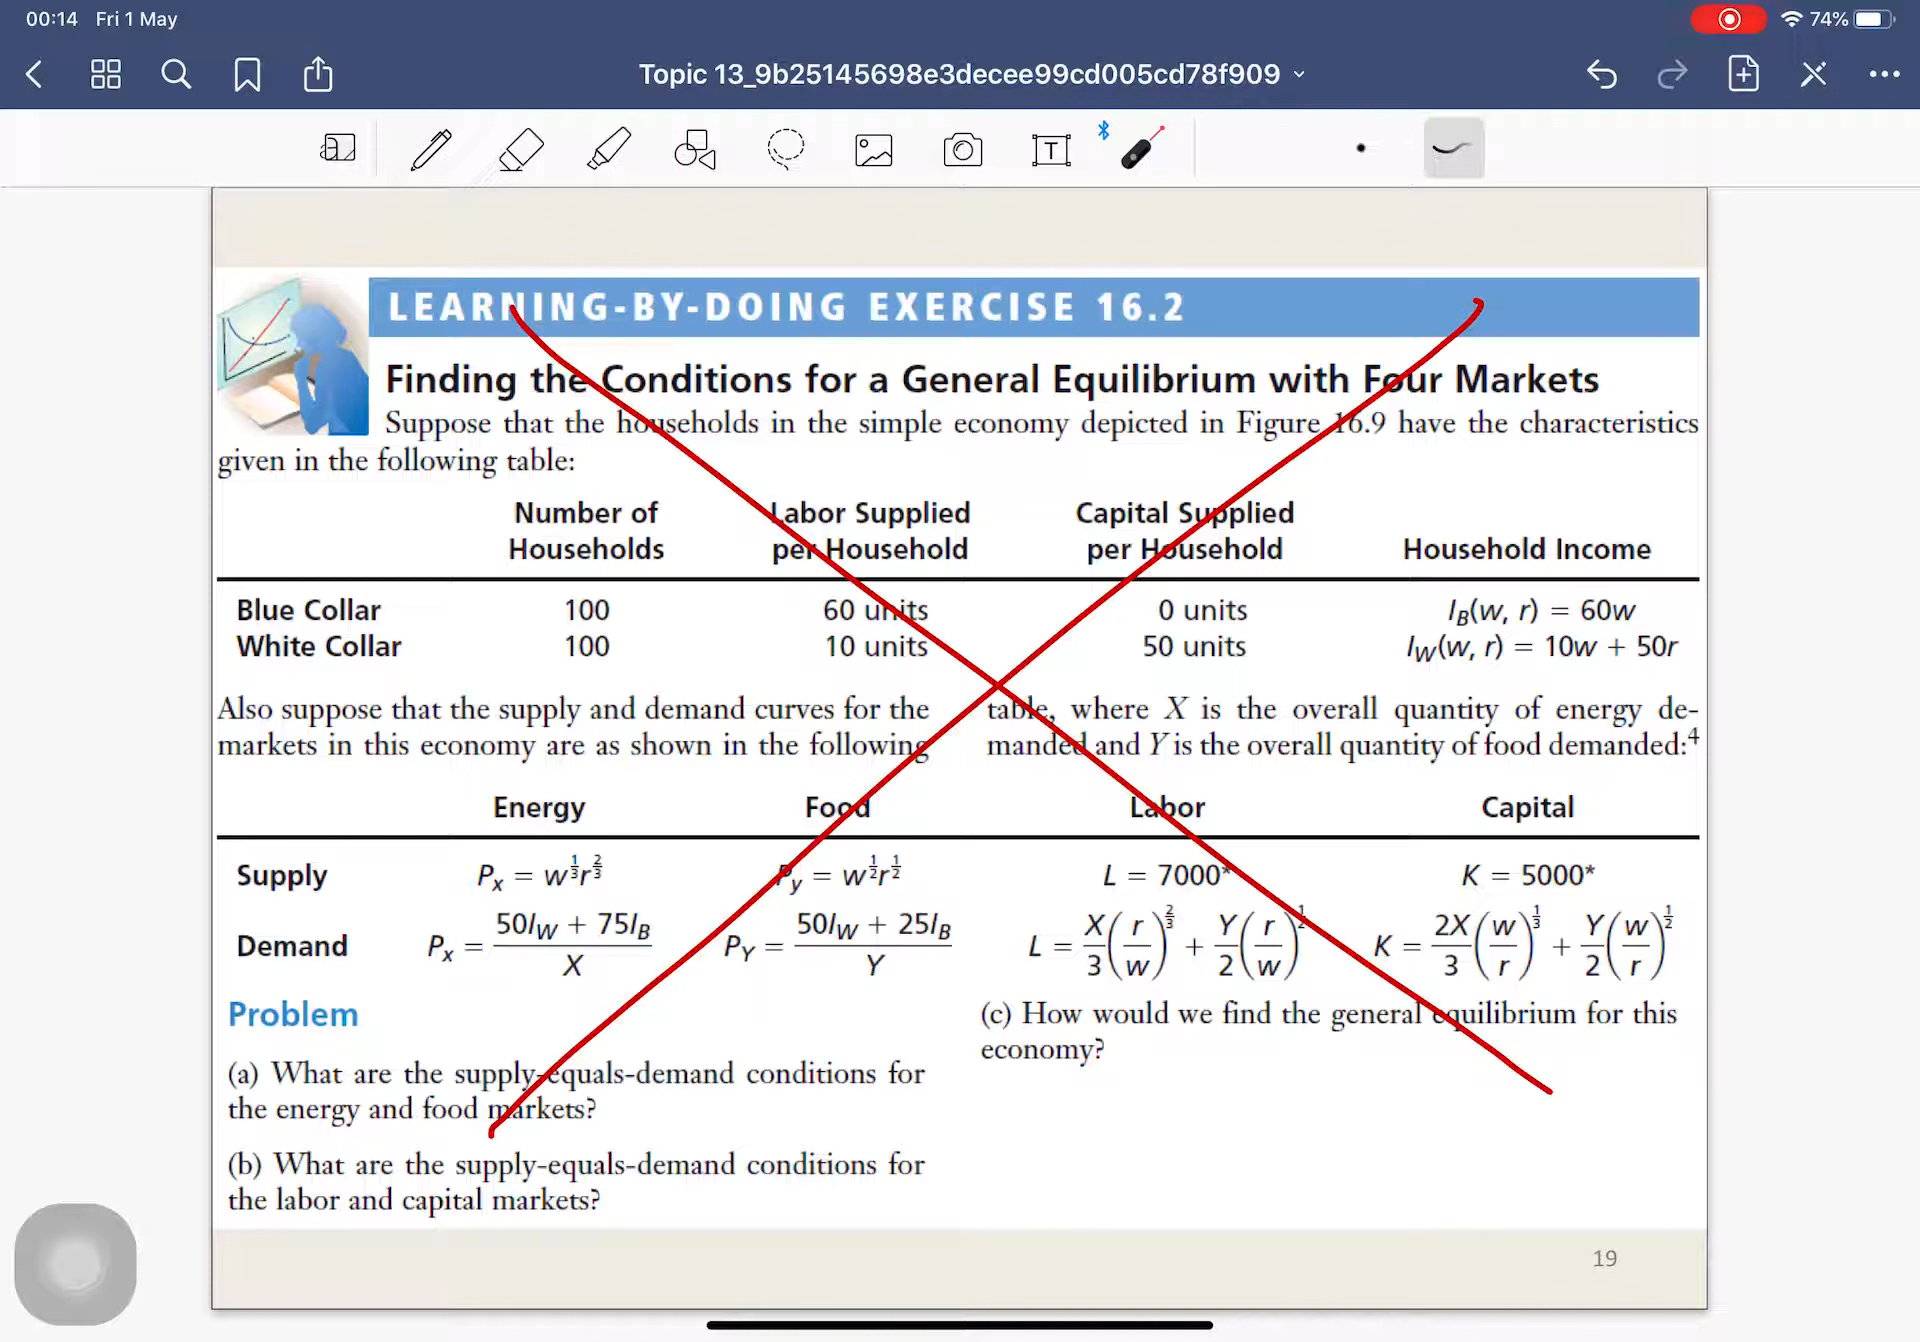 00:14 Fri 1 May
74%
Topic 13_9b25145698e3decee99cd005cd78f909
LEARNING-BY-DOING EXERCISE 16.2
Finding the Conditions for a General Equilibrium with Four Markets
Suppose that the households in the simple economy depicted in Figure 16.9 have the characteristics
given in the following table:
Number of Households Labor Supplied per Household Capital Supplied per Household Household Income
Blue Collar 100 60 units 0 units I_B(w, r) = 60w
White Collar 100 10 units 50 units I_W(w, r) = 10w + 50r
Also suppose that the supply and demand curves for the
markets in this economy are as shown in the following
table, where X is the overall quantity of energy de-
manded and Y is the overall quantity of food demanded:⁴
Energy Food Labor Capital
Supply P_x = w^(1/3)r^(2/3) P_y = w^(1/2)r^(1/2) L = 7000* K = 5000*
Demand P_x = (50I_W + 75I_B)/X P_Y = (50I_W + 25I_B)/Y L = X/3(r/w)^(2/3) + Y/2(r/w)^(1/2) K = 2X/3(w/r)^(1/3) + Y/2(w/r)^(1/2)
Problem
(a) What are the supply-equals-demand conditions for
the energy and food markets?
(b) What are the supply-equals-demand conditions for
the labor and capital markets?
(c) How would we find the general equilibrium for this
economy?
19